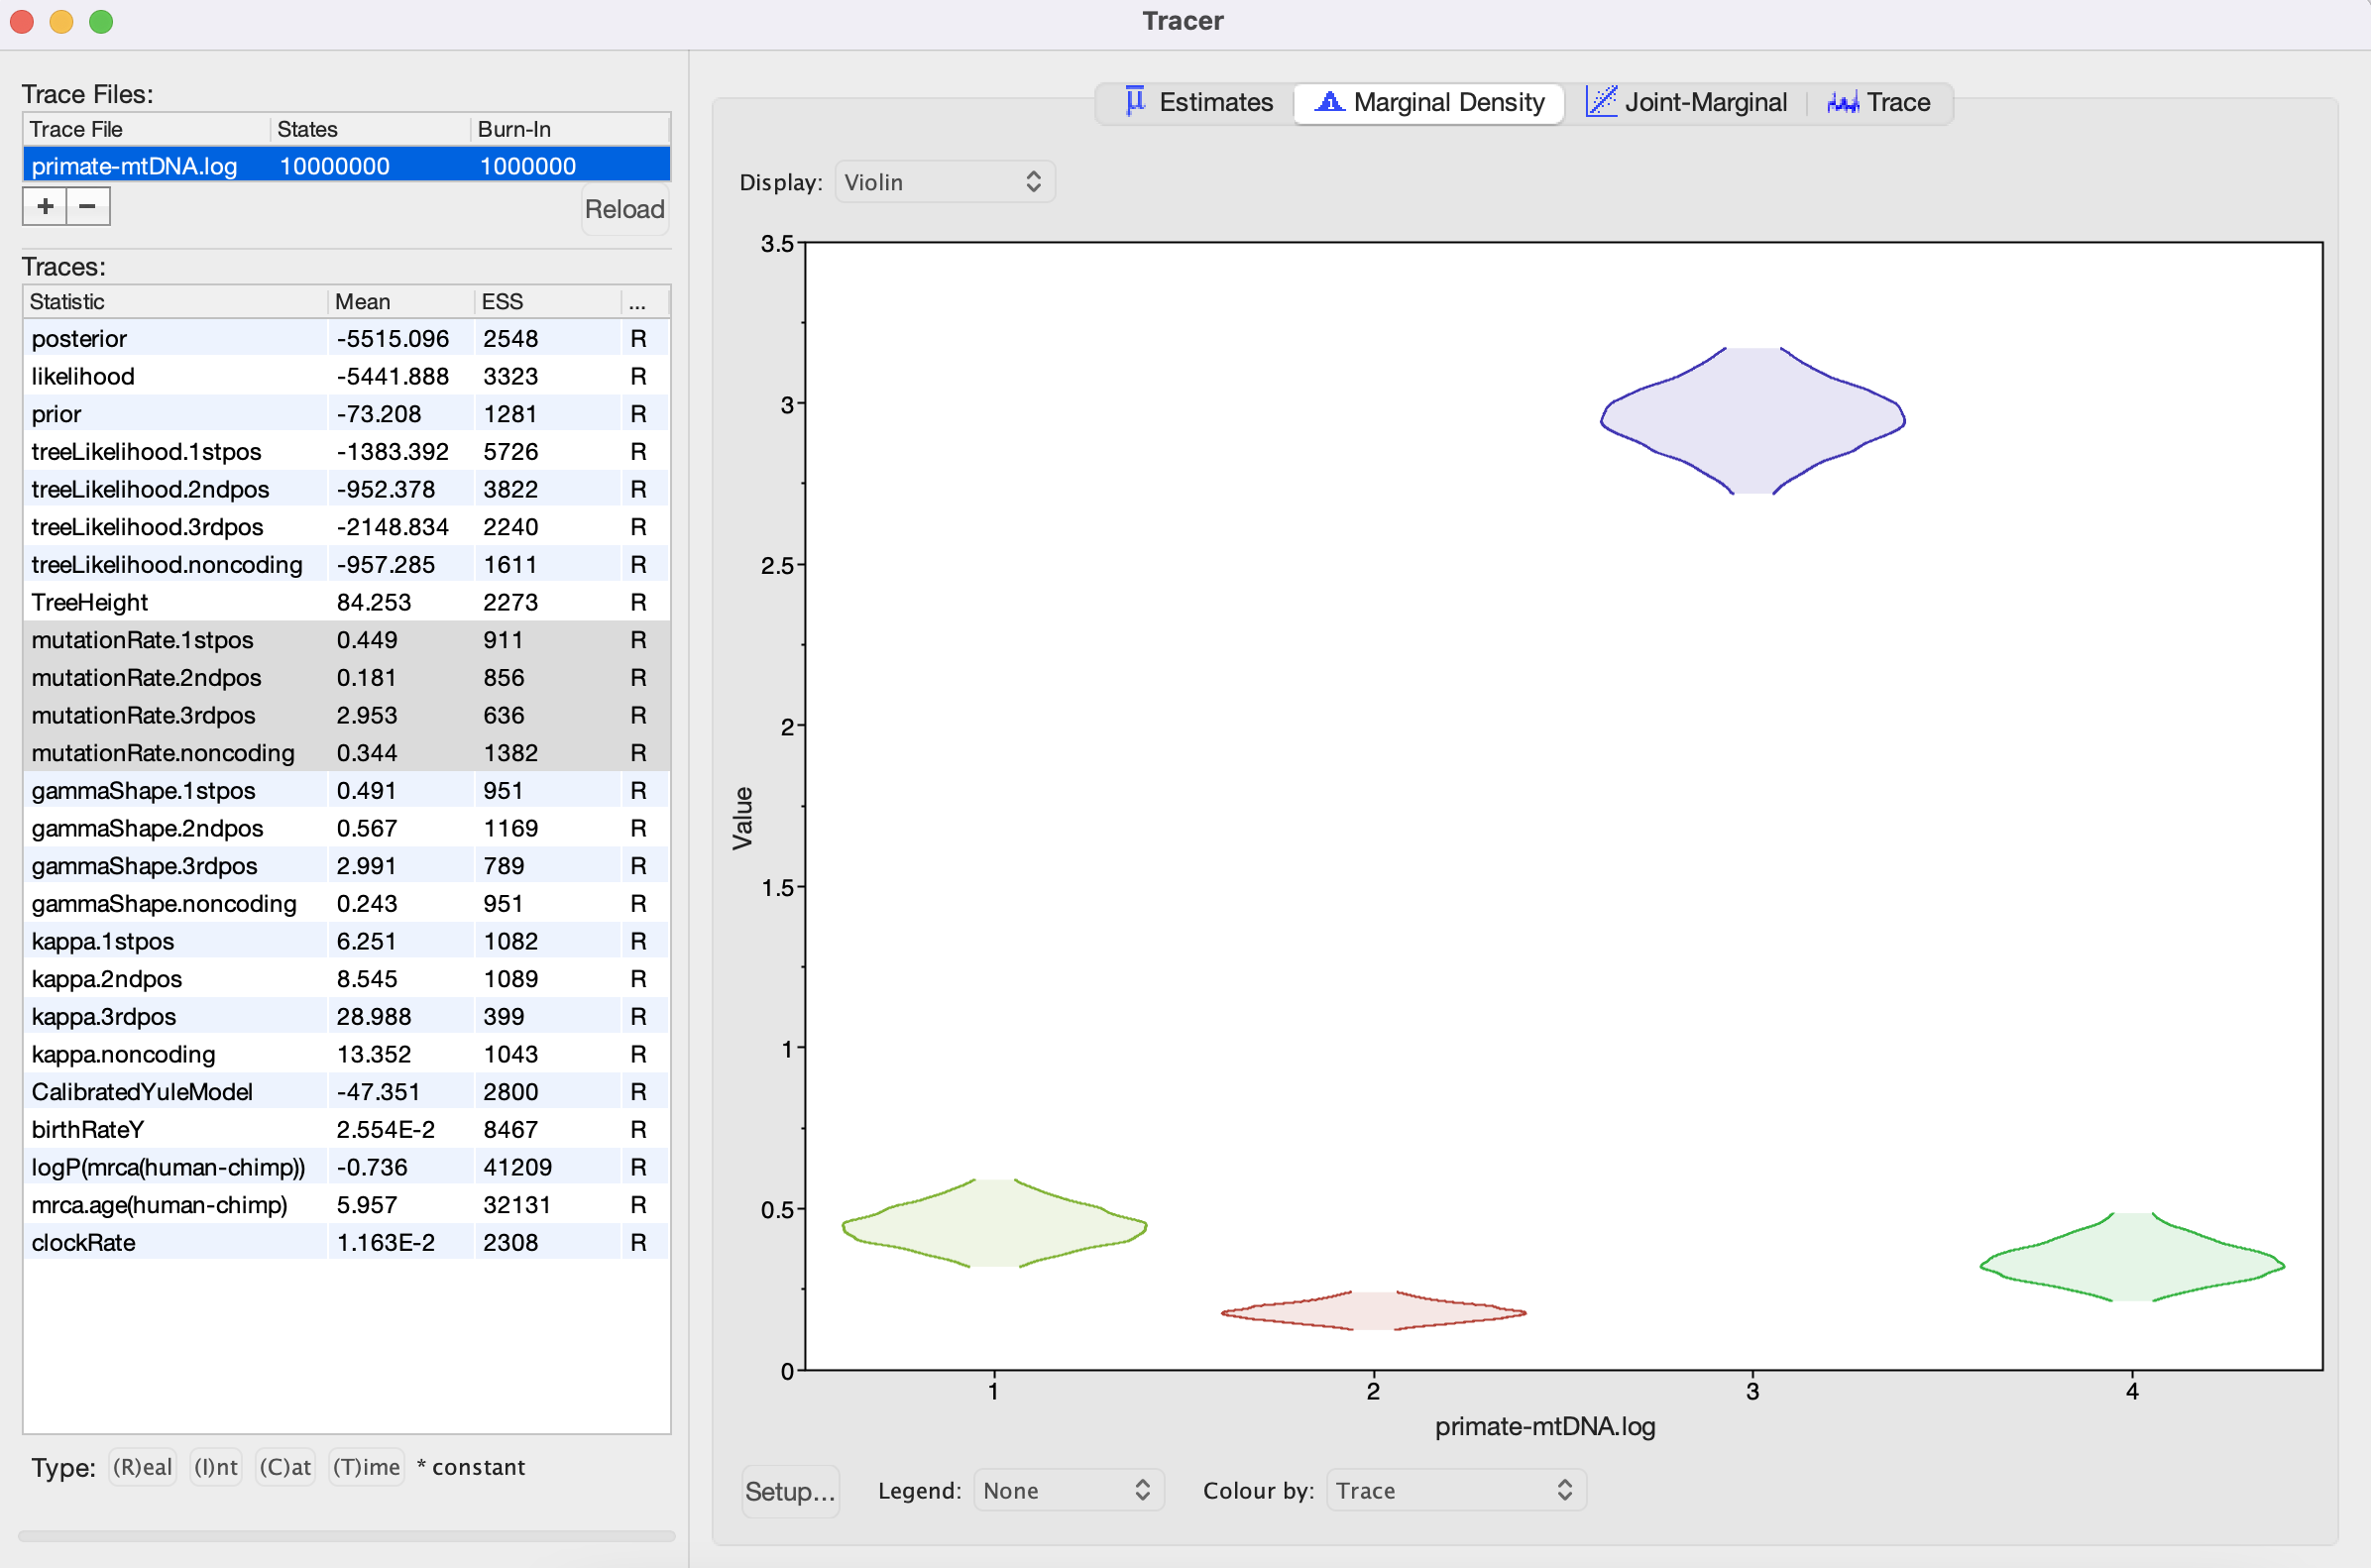 Tracer
Trace Files:
Trace File States Burn-In
primate-mtDNA.log 10000000 1000000
+ −
Reload
Traces:
Statistic Mean ESS ...
posterior -5515.096 2548 R
likelihood -5441.888 3323 R
prior -73.208 1281 R
treeLikelihood.1stpos -1383.392 5726 R
treeLikelihood.2ndpos -952.378 3822 R
treeLikelihood.3rdpos -2148.834 2240 R
treeLikelihood.noncoding -957.285 1611 R
TreeHeight 84.253 2273 R
mutationRate.1stpos 0.449 911 R
mutationRate.2ndpos 0.181 856 R
mutationRate.3rdpos 2.953 636 R
mutationRate.noncoding 0.344 1382 R
gammaShape.1stpos 0.491 951 R
gammaShape.2ndpos 0.567 1169 R
gammaShape.3rdpos 2.991 789 R
gammaShape.noncoding 0.243 951 R
kappa.1stpos 6.251 1082 R
kappa.2ndpos 8.545 1089 R
kappa.3rdpos 28.988 399 R
kappa.noncoding 13.352 1043 R
CalibratedYuleModel -47.351 2800 R
birthRateY 2.554E-2 8467 R
logP(mrca(human-chimp)) -0.736 41209 R
mrca.age(human-chimp) 5.957 32131 R
clockRate 1.163E-2 2308 R
Type: (R)eal (I)nt (C)at (T)ime * constant
μ Estimates Marginal Density Joint-Marginal Trace
Display: Violin
3.5
3
2.5
2
1.5
1
0.5
0
Value
1 2 3 4
primate-mtDNA.log
Setup... Legend: None Colour by: Trace